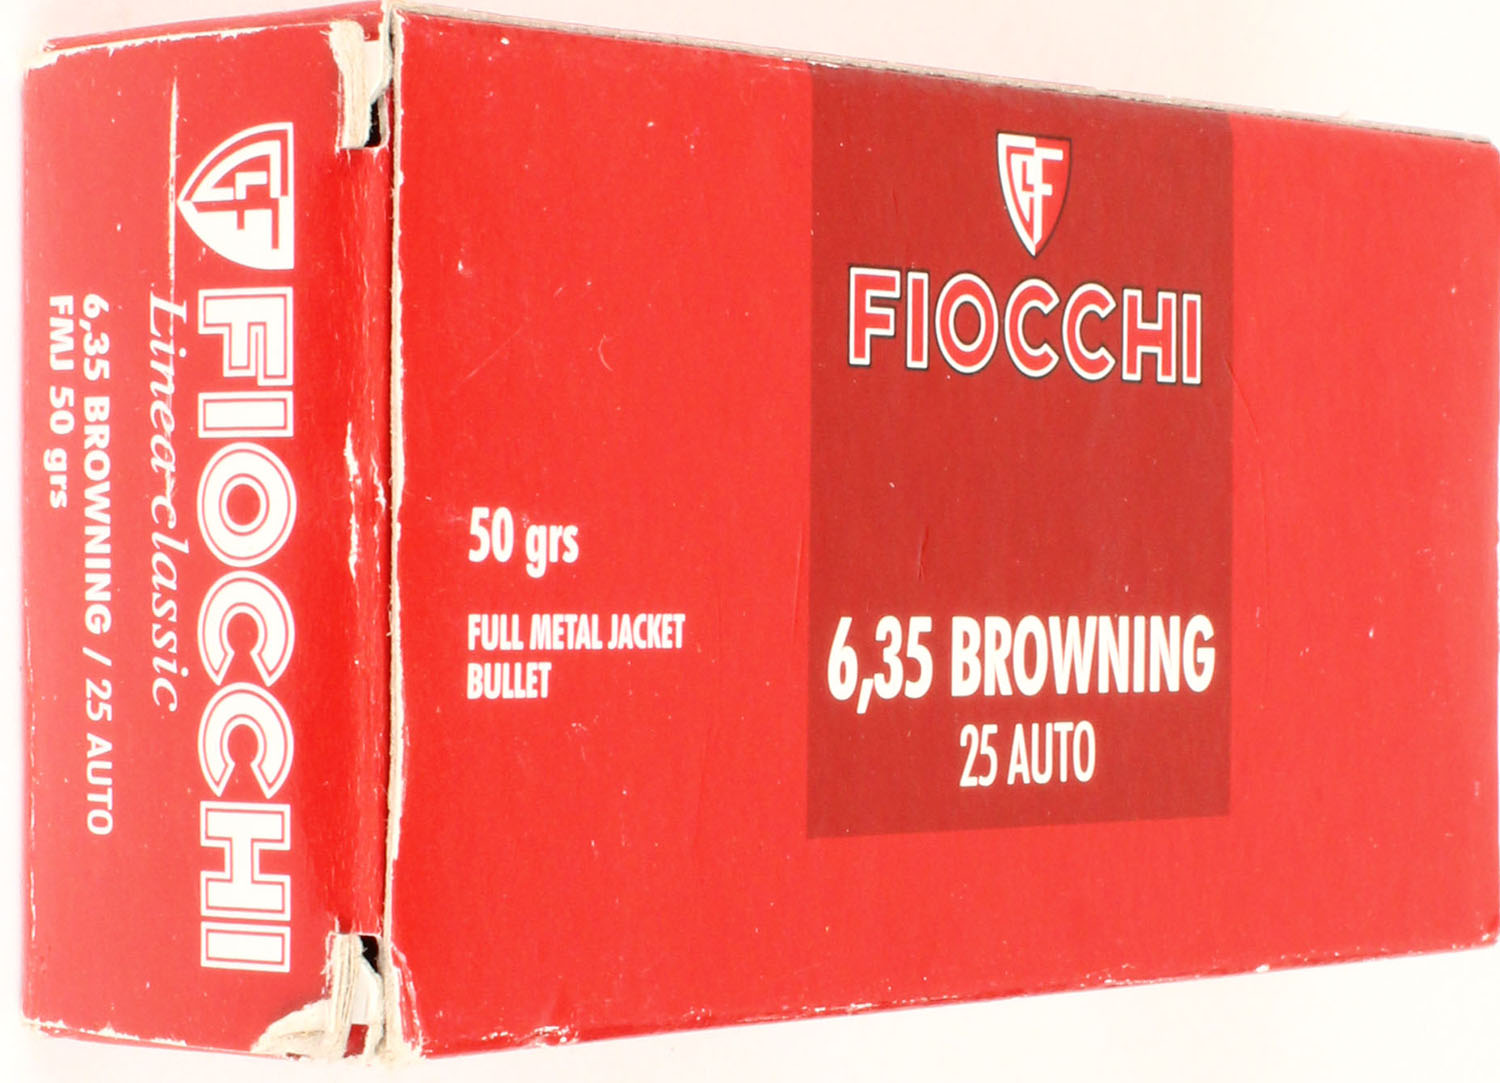 FIOCCHI
Linea classic
6,35 BROWNING / 25 AUTO
FMJ 50 grs
GF
FIOCCHI
50 grs
FULL METAL JACKET
BULLET
6,35 BROWNING
25 AUTO